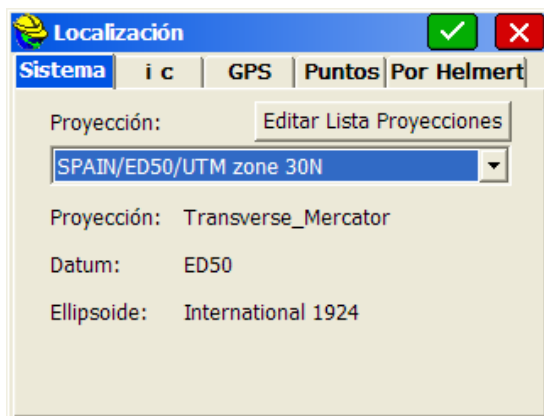 Localización
Sistema i c GPS Puntos Por Helmert
Proyección: Editar Lista Proyecciones
SPAIN/ED50/UTM zone 30N
Proyección: Transverse_Mercator
Datum: ED50
Ellipsoide: International 1924